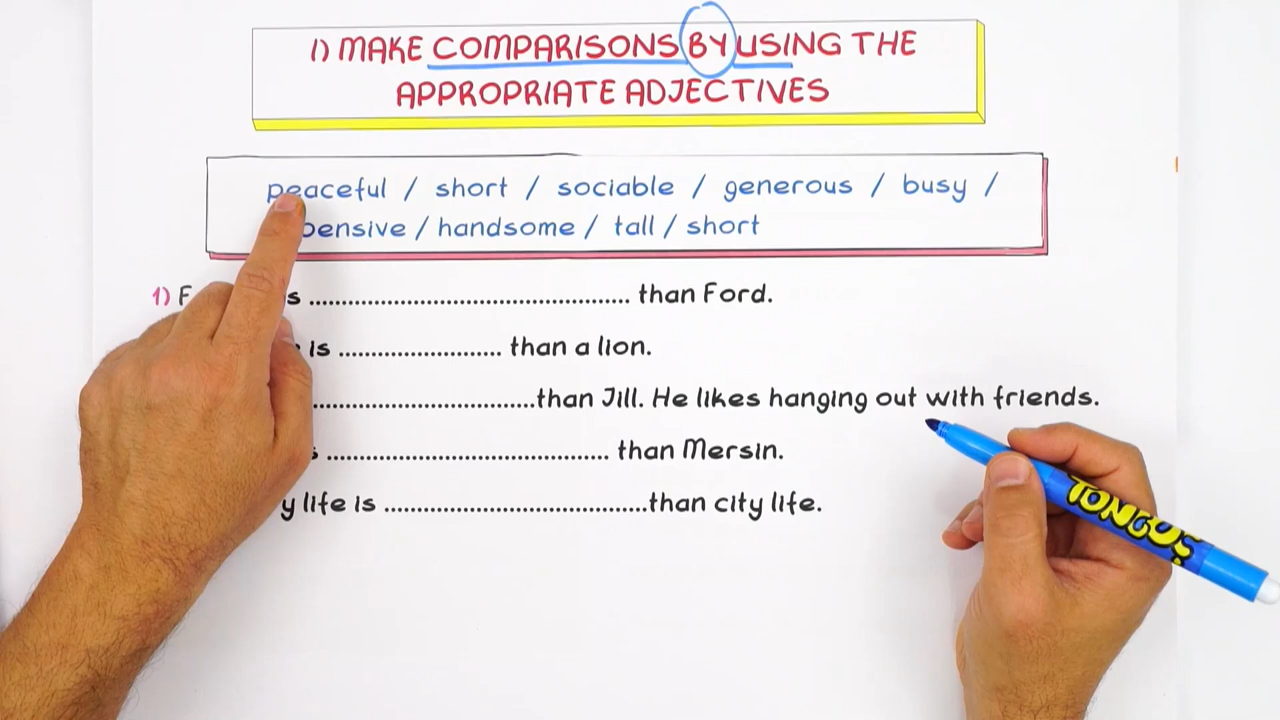 1) MAKE COMPARISONS BY USING THE
APPROPRIATE ADJECTIVES
peaceful / short / sociable / generous / busy /
pensive / handsome / tall / short
1) F s ................................................ than Ford.
is ......................... than a lion.
..................................than Jill. He likes hanging out with friends.
s .......................................... than Mersin.
y life is ........................................than city life.
TONGUÇ